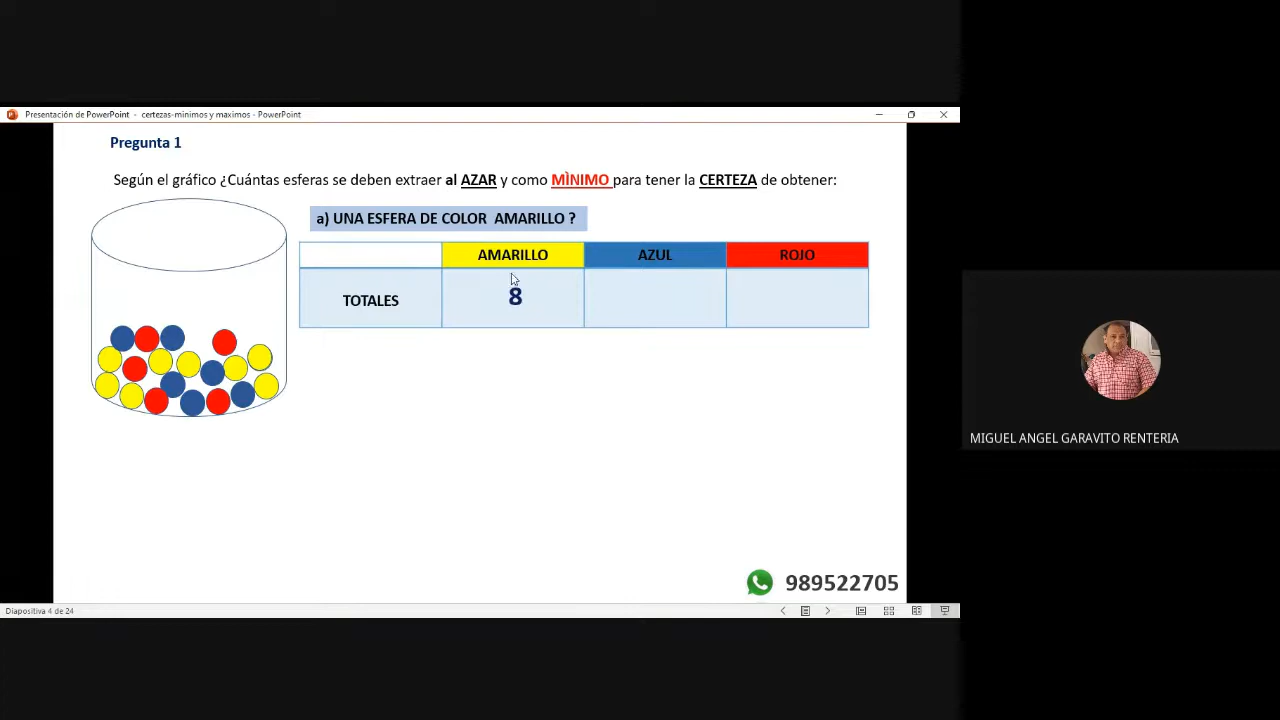 Presentación de PowerPoint - certezas-minimos y maximos - PowerPoint
Pregunta 1
Según el gráfico ¿Cuántas esferas se deben extraer al AZAR y como MÌNIMO para tener la CERTEZA de obtener:
a) UNA ESFERA DE COLOR AMARILLO ?
AMARILLO AZUL ROJO
TOTALES 8
MIGUEL ANGEL GARAVITO RENTERIA
989522705
Diapositiva 4 de 24